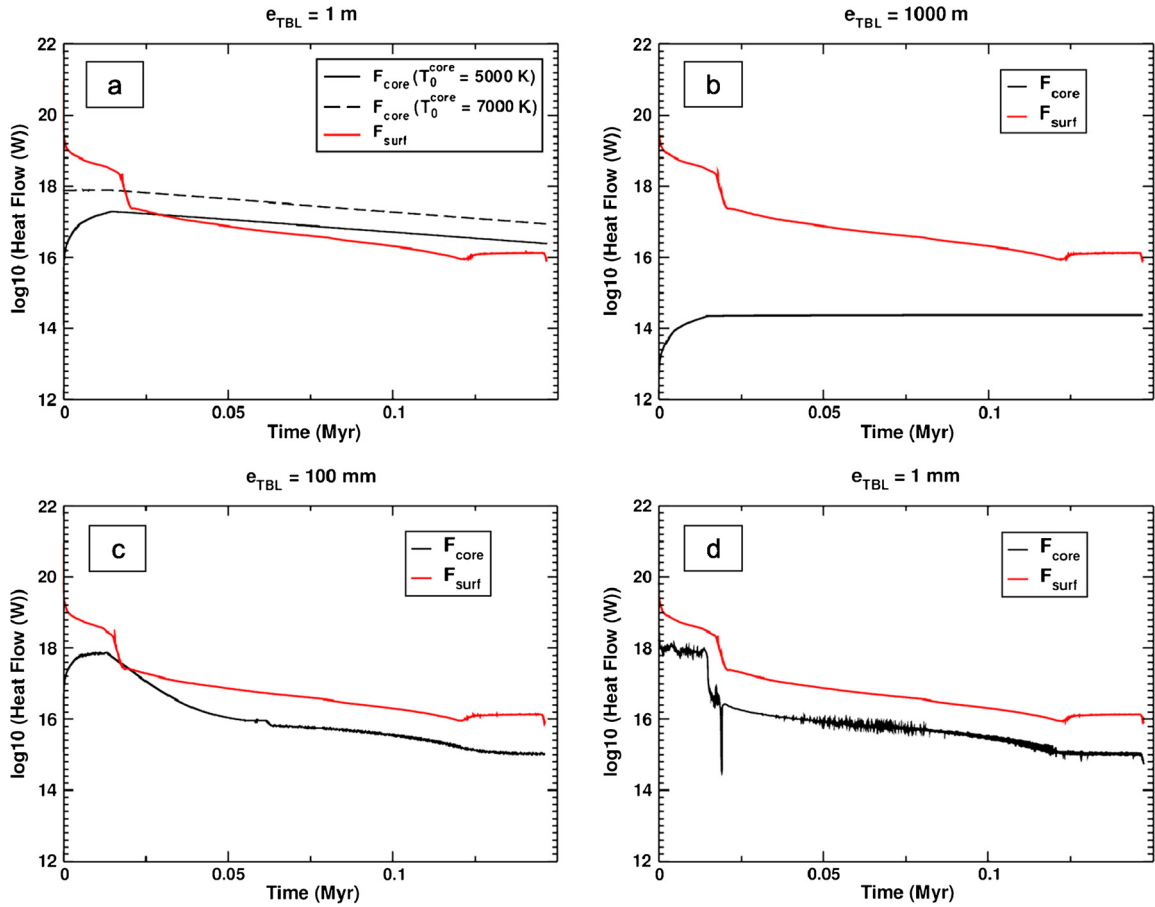 e_TBL = 1 m
a
F_core (T_0^core = 5000 K)
F_core (T_0^core = 7000 K)
F_surf
log10 (Heat Flow (W))
22
20
18
16
14
12
0
0.05
0.1
Time (Myr)
e_TBL = 1000 m
b
F_core
F_surf
log10 (Heat Flow (W))
22
20
18
16
14
12
0
0.05
0.1
Time (Myr)
e_TBL = 100 mm
c
F_core
F_surf
log10 (Heat Flow (W))
22
20
18
16
14
12
0
0.05
0.1
Time (Myr)
e_TBL = 1 mm
d
F_core
F_surf
log10 (Heat Flow (W))
22
20
18
16
14
12
0
0.05
0.1
Time (Myr)